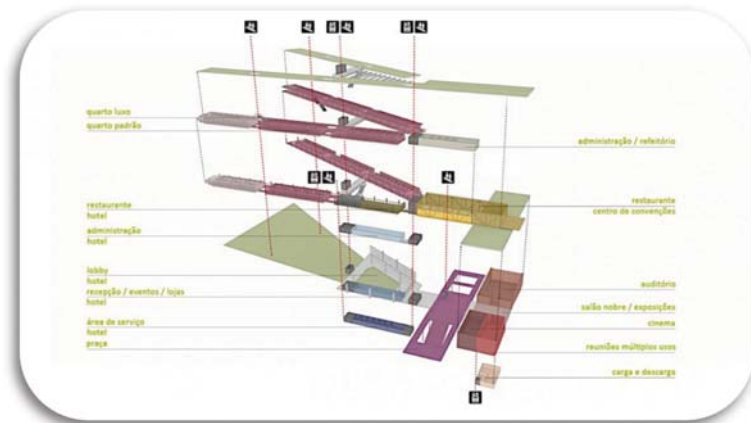 quarto luxo
quarto padrão
restaurante
hotel
administração
hotel
lobby
hotel
recepção / eventos / lojas
hotel
área de serviço
hotel
praça
administração / refeitório
restaurante
centro de convenções
auditório
salão nobre / exposições
cinema
reuniões múltiplos usos
carga e descarga